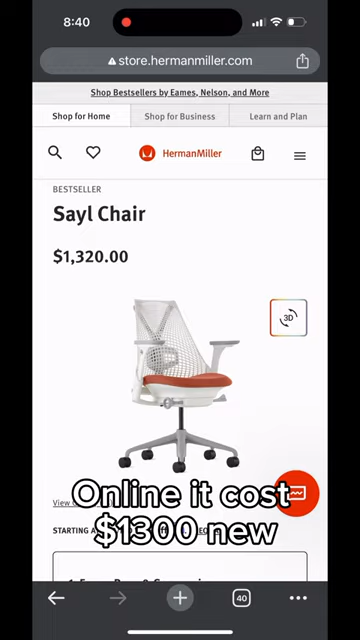 8:40
store.hermanmiller.com
Shop Bestsellers by Eames, Nelson, and More
Shop for Home
Shop for Business
Learn and Plan
HermanMiller
BESTSELLER
Sayl Chair
$1,320.00
3D
Online it cost
$1300 new
STARTING A
40